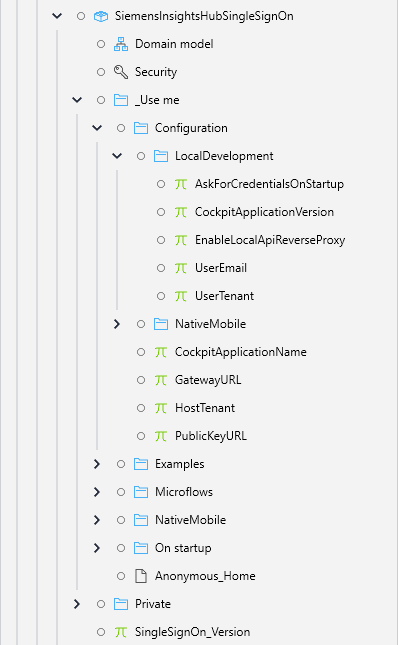 SiemensInsightsHubSingleSignOn
Domain model
Security
_Use me
Configuration
LocalDevelopment
AskForCredentialsOnStartup
CockpitApplicationVersion
EnableLocalApiReverseProxy
UserEmail
UserTenant
NativeMobile
CockpitApplicationName
GatewayURL
HostTenant
PublicKeyURL
Examples
Microflows
NativeMobile
On startup
Anonymous_Home
Private
SingleSignOn_Version